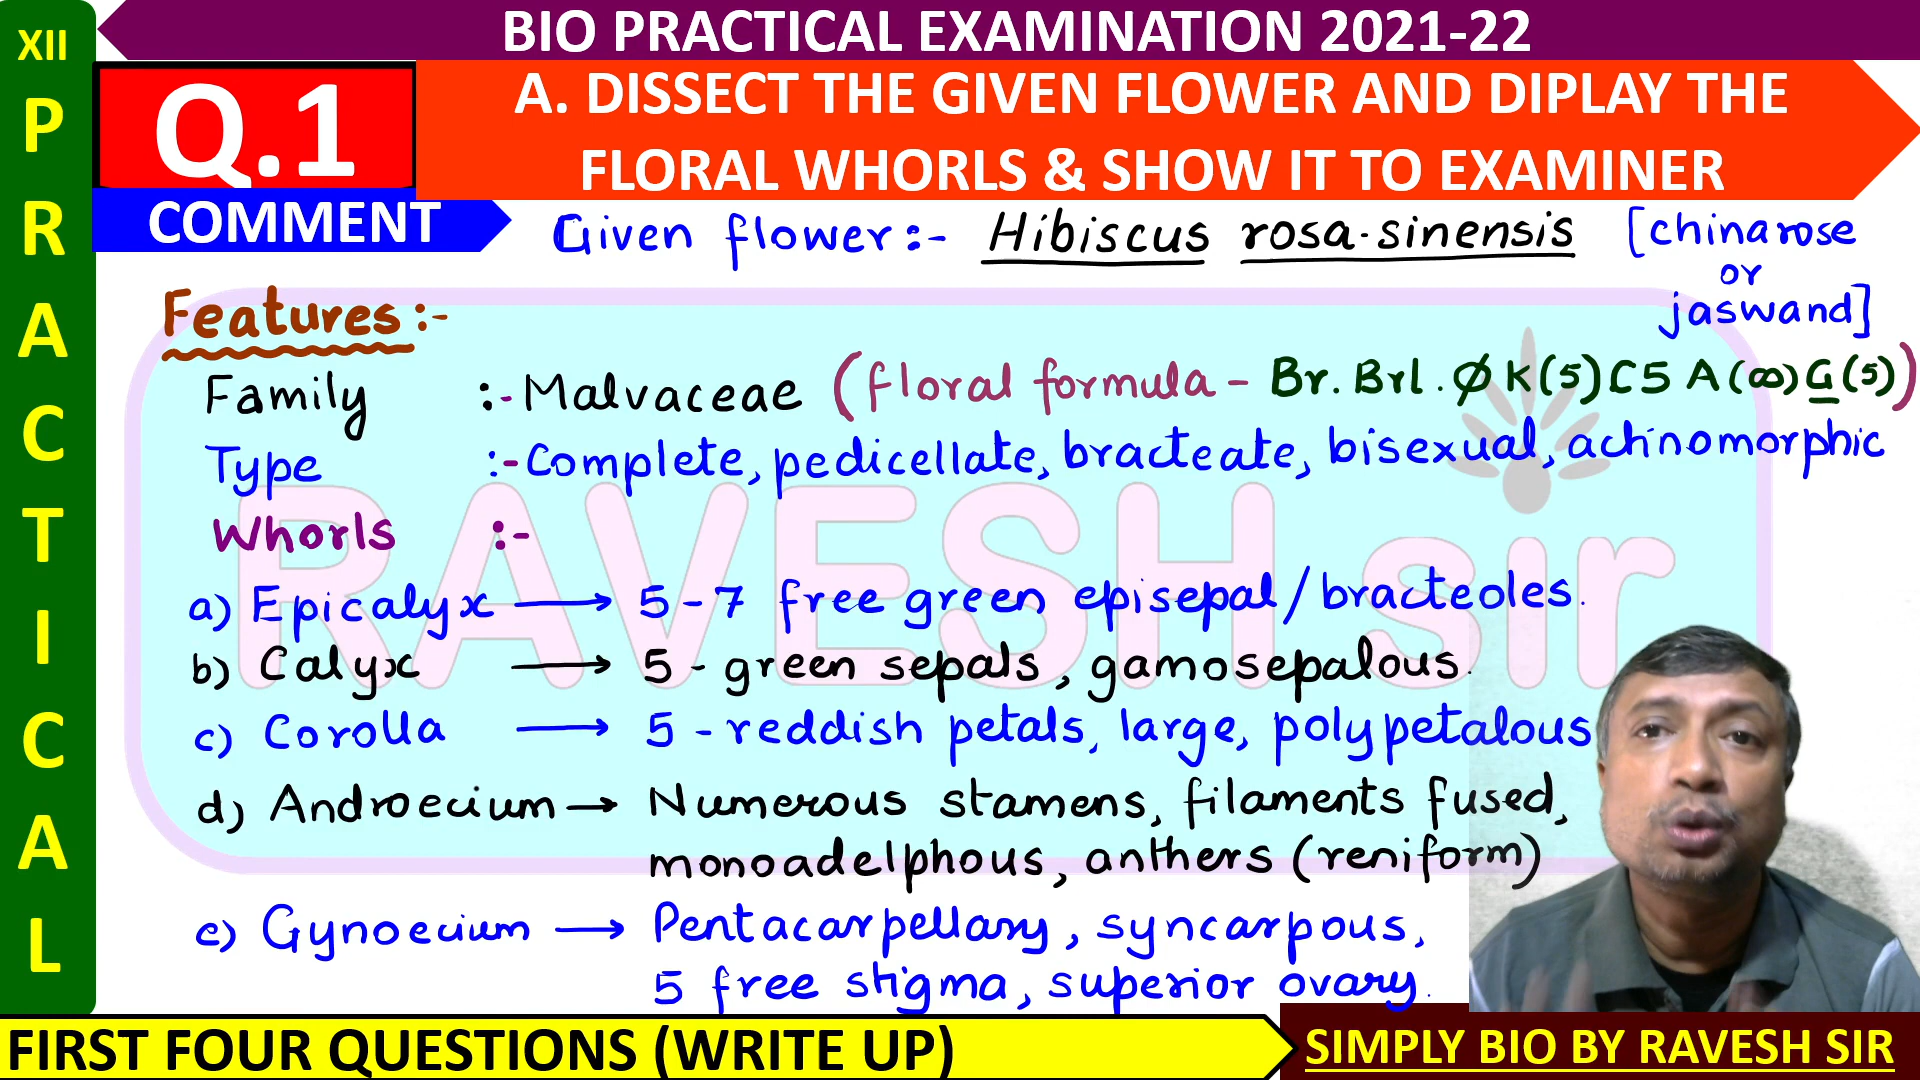 XII
PRACTICAL
BIO PRACTICAL EXAMINATION 2021-22
Q.1
A. DISSECT THE GIVEN FLOWER AND DIPLAY THE
FLORAL WHORLS & SHOW IT TO EXAMINER
COMMENT
Given flower:- Hibiscus rosa-sinensis [chinarose
or
jaswand]
Features:-
Family :- Malvaceae (floral formula - Br. Brl. ⌀ K(5) C5 A(∞) G(5))
Type :- Complete, pedicellate, bracteate, bisexual, actinomorphic
Whorls :-
a) Epicalyx → 5-7 free green episepal/bracteoles.
b) Calyx → 5- green sepals, gamosepalous.
c) Corolla → 5-reddish petals, large, polypetalous
d) Androecium → Numerous stamens, filaments fused,
monoadelphous, anthers (reniform)
e) Gynoecium → Pentacarpellary, syncarpous,
5 free stigma, superior ovary.
RAVESH sir
FIRST FOUR QUESTIONS (WRITE UP)
SIMPLY BIO BY RAVESH SIR